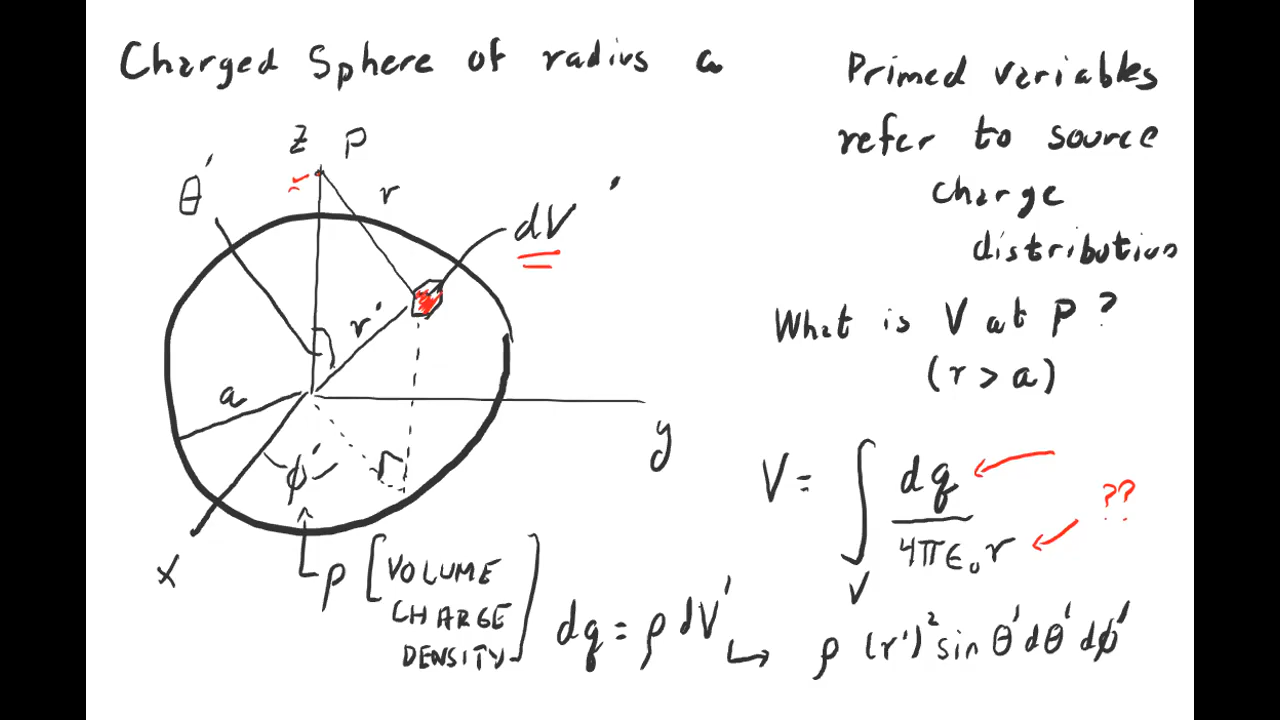 Charged Sphere of radius a
Primed variables
refer to source
charge
distribution
z P
θ'
r
dV'
r'
a
y
φ'
x
What is V at P?
(r > a)
V = ∫_V dq / 4πε₀r
??
ρ [VOLUME
CHARGE
DENSITY]
dq = ρ dV'
ρ (r')² sin θ' dθ' dφ'